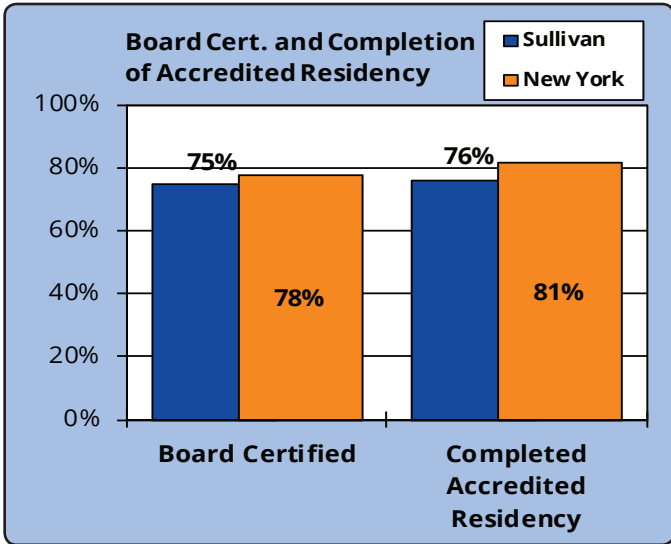 Board Cert. and Completion
of Accredited Residency
Sullivan
New York
100%
80%
60%
40%
20%
0%
75%
78%
76%
81%
Board Certified
Completed
Accredited
Residency